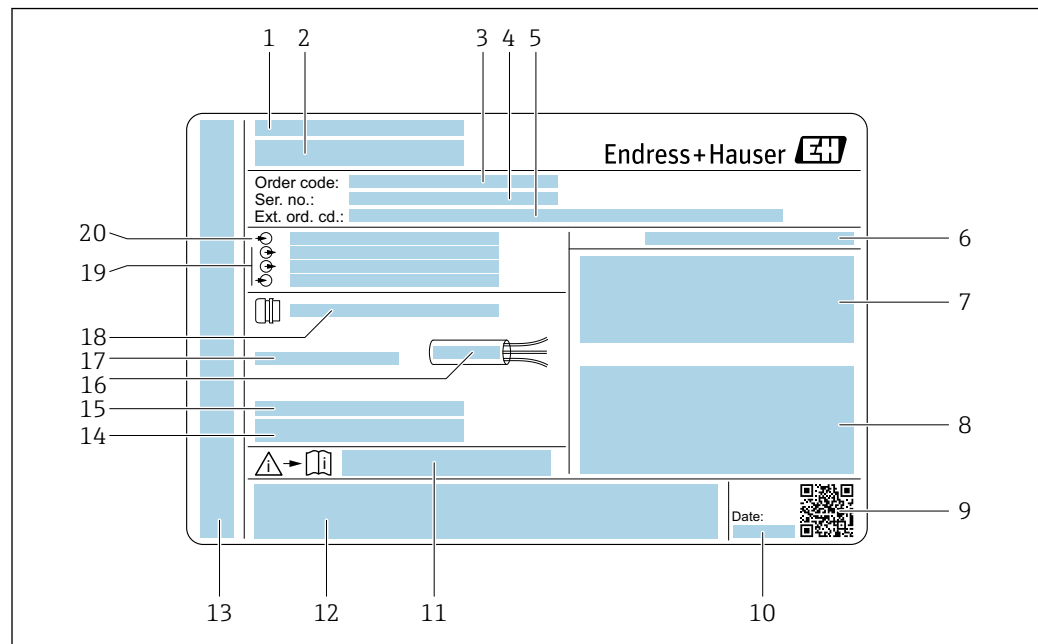 1 2 3 4 5
Endress+Hauser EH
Order code:
Ser. no.:
Ext. ord. cd.:
20
19
6
7
18
17
16
15
14
8
i i
Date:
9
13 12 11 10